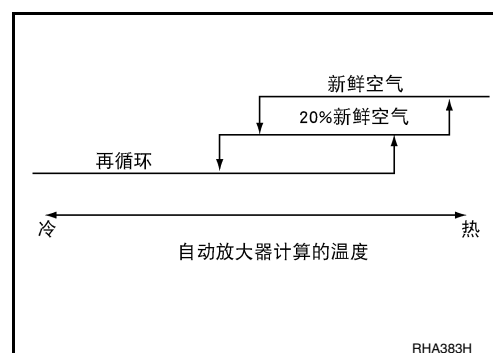 新鲜空气
20%新鲜空气
再循环
冷
热
自动放大器计算的温度
RHA383H